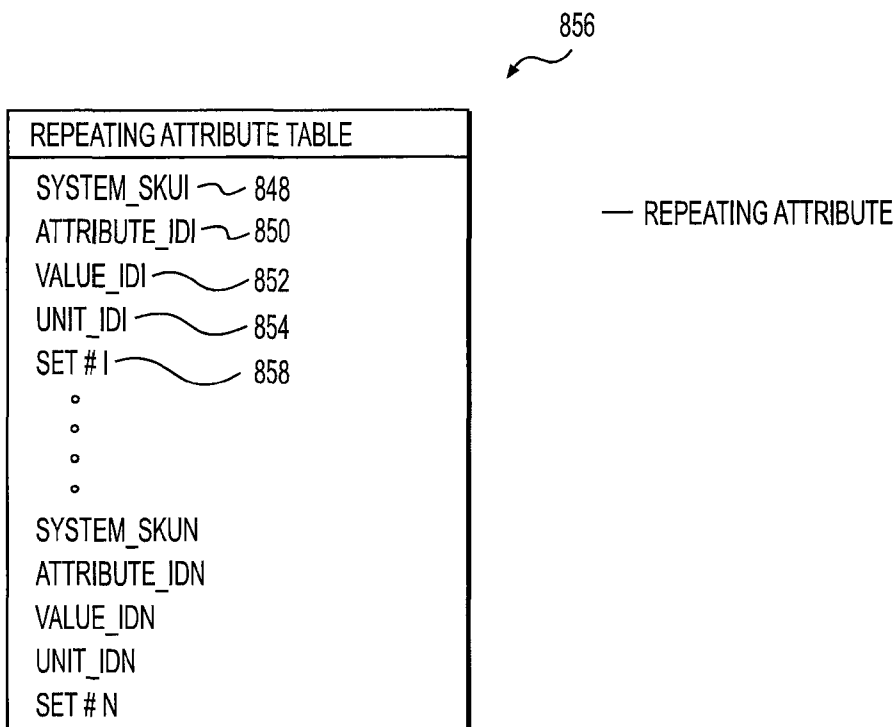 856
REPEATING ATTRIBUTE TABLE
SYSTEM_SKUI 848
ATTRIBUTE_IDI 850
VALUE_IDI 852
UNIT_IDI 854
SET # I 858
SYSTEM_SKUN
ATTRIBUTE_IDN
VALUE_IDN
UNIT_IDN
SET # N
— REPEATING ATTRIBUTE